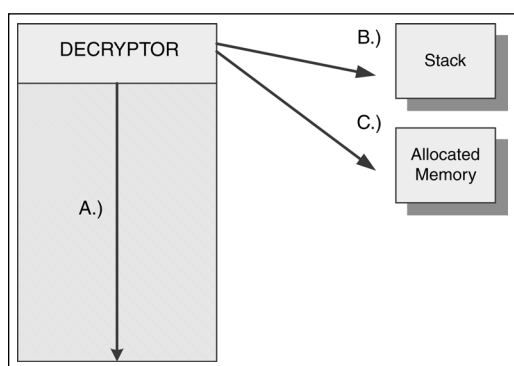 DECRYPTOR
B.)
Stack
C.)
Allocated
Memory
A.)